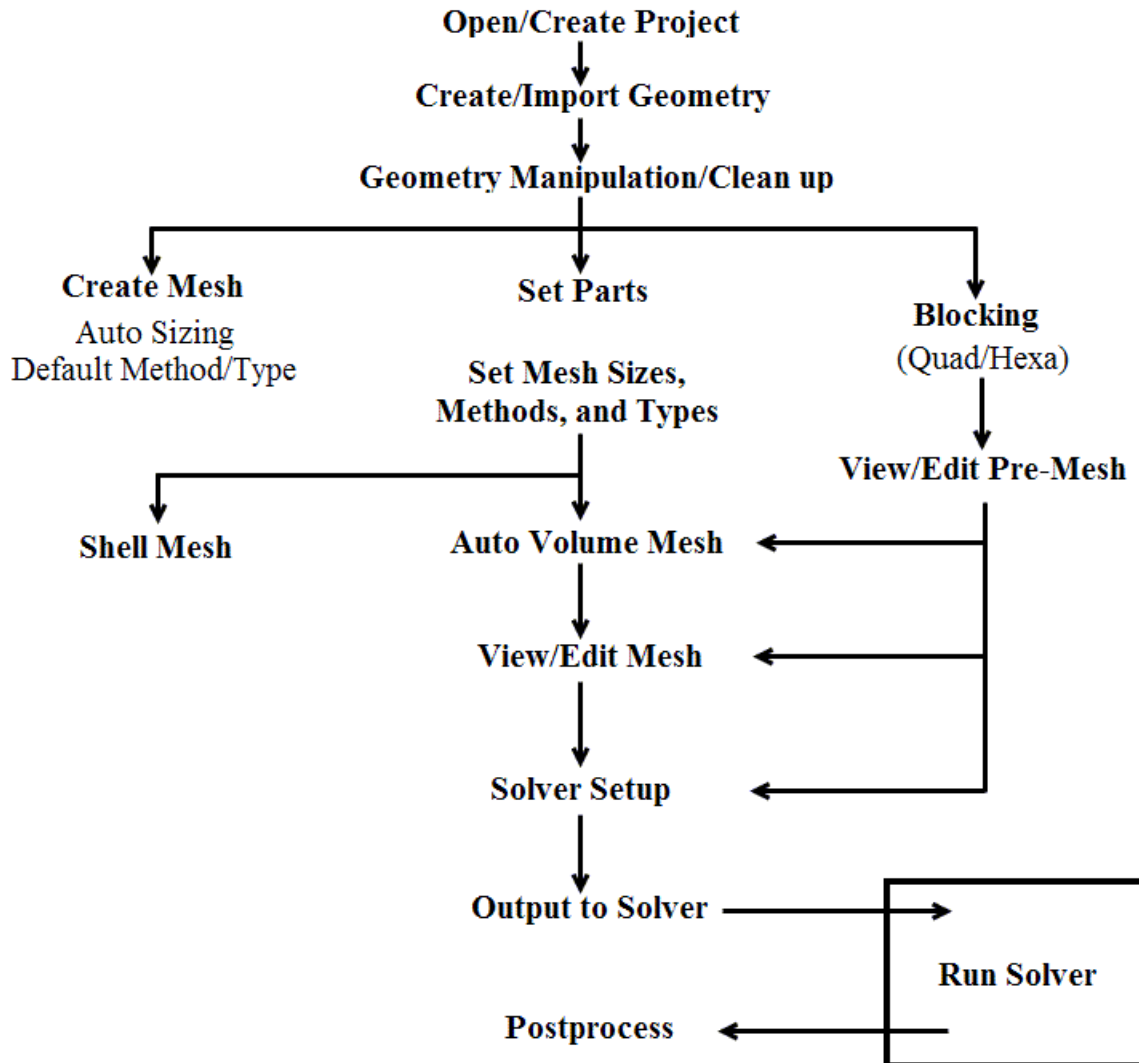 Open/Create Project
Create/Import Geometry
Geometry Manipulation/Clean up
Create Mesh
Auto Sizing
Default Method/Type
Set Parts
Blocking
(Quad/Hexa)
Set Mesh Sizes,
Methods, and Types
View/Edit Pre-Mesh
Shell Mesh
Auto Volume Mesh
View/Edit Mesh
Solver Setup
Output to Solver
Run Solver
Postprocess